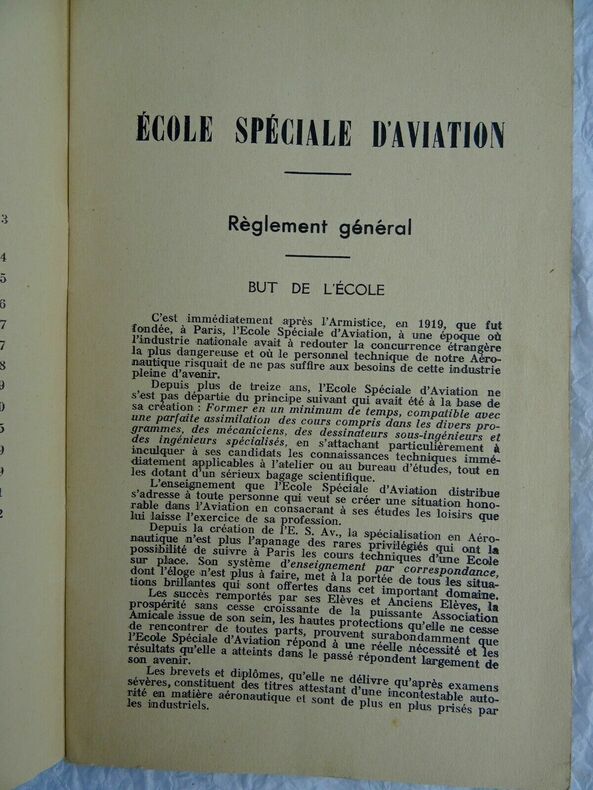 ÉCOLE SPÉCIALE D'AVIATION
Règlement général
BUT DE L'ÉCOLE
C'est immédiatement après l'Armistice, en 1919, que fut
fondée, à Paris, l'Ecole Spéciale d'Aviation, à une époque où
l'industrie nationale avait à redouter la concurrence étrangère
la plus dangereuse et où le personnel technique de notre Aéro-
nautique risquait de ne pas suffire aux besoins de cette industrie
pleine d'avenir.
Depuis plus de treize ans, l'Ecole Spéciale d'Aviation ne
s'est pas départie du principe suivant qui avait été à la base de
sa création : Former en un minimum de temps, compatible avec
une parfaite assimilation des cours compris dans les divers pro-
grammes, des mécaniciens, des dessinateurs sous-ingénieurs et
des ingénieurs spécialisés, en s'attachant particulièrement à
inculquer à ses candidats les connaissances techniques immé-
diatement applicables à l'atelier ou au bureau d'études, tout en
les dotant d'un sérieux bagage scientifique.
L'enseignement que l'Ecole Spéciale d'Aviation distribue
s'adresse à toute personne qui veut se créer une situation hono-
rable dans l'Aviation en consacrant à ses études les loisirs que
lui laisse l'exercice de sa profession.
Depuis la création de l'E. S. Av., la spécialisation en Aéro-
nautique n'est plus l'apanage des rares privilégiés qui ont la
possibilité de suivre à Paris les cours techniques d'une Ecole
sur place. Son système d'enseignement par correspondance,
dont l'éloge n'est plus à faire, met à la portée de tous les situa-
tions brillantes qui sont offertes dans cet important domaine.
Les succès remportés par ses Elèves et Anciens Elèves, la
prospérité sans cesse croissante de la puissante Association
Amicale issue de son sein, les hautes protections qu'elle ne cesse
de rencontrer de toutes parts, prouvent surabondamment que
l'Ecole Spéciale d'Aviation répond à une réelle nécessité et les
résultats qu'elle a atteints dans le passé répondent largement de
son avenir.
Les brevets et diplômes, qu'elle ne délivre qu'après examens
sévères, constituent des titres attestant d'une incontestable auto-
rité en matière aéronautique et sont de plus en plus prisés par
les industriels.
3
4
5
6
7
7
8
9
0
5
9
9
1
2